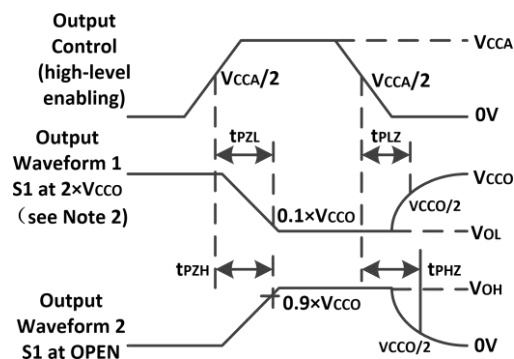 Output
Control
(high-level
enabling)
VCCA/2
VCCA/2
VCCA
0V
Output
Waveform 1
S1 at 2×VCCO
(see Note 2)
tPZL
tPLZ
0.1×VCCO
VCCO/2
VCCO
VOL
Output
Waveform 2
S1 at OPEN
tPZH
tPHZ
0.9×VCCO
VCCO/2
VOH
0V